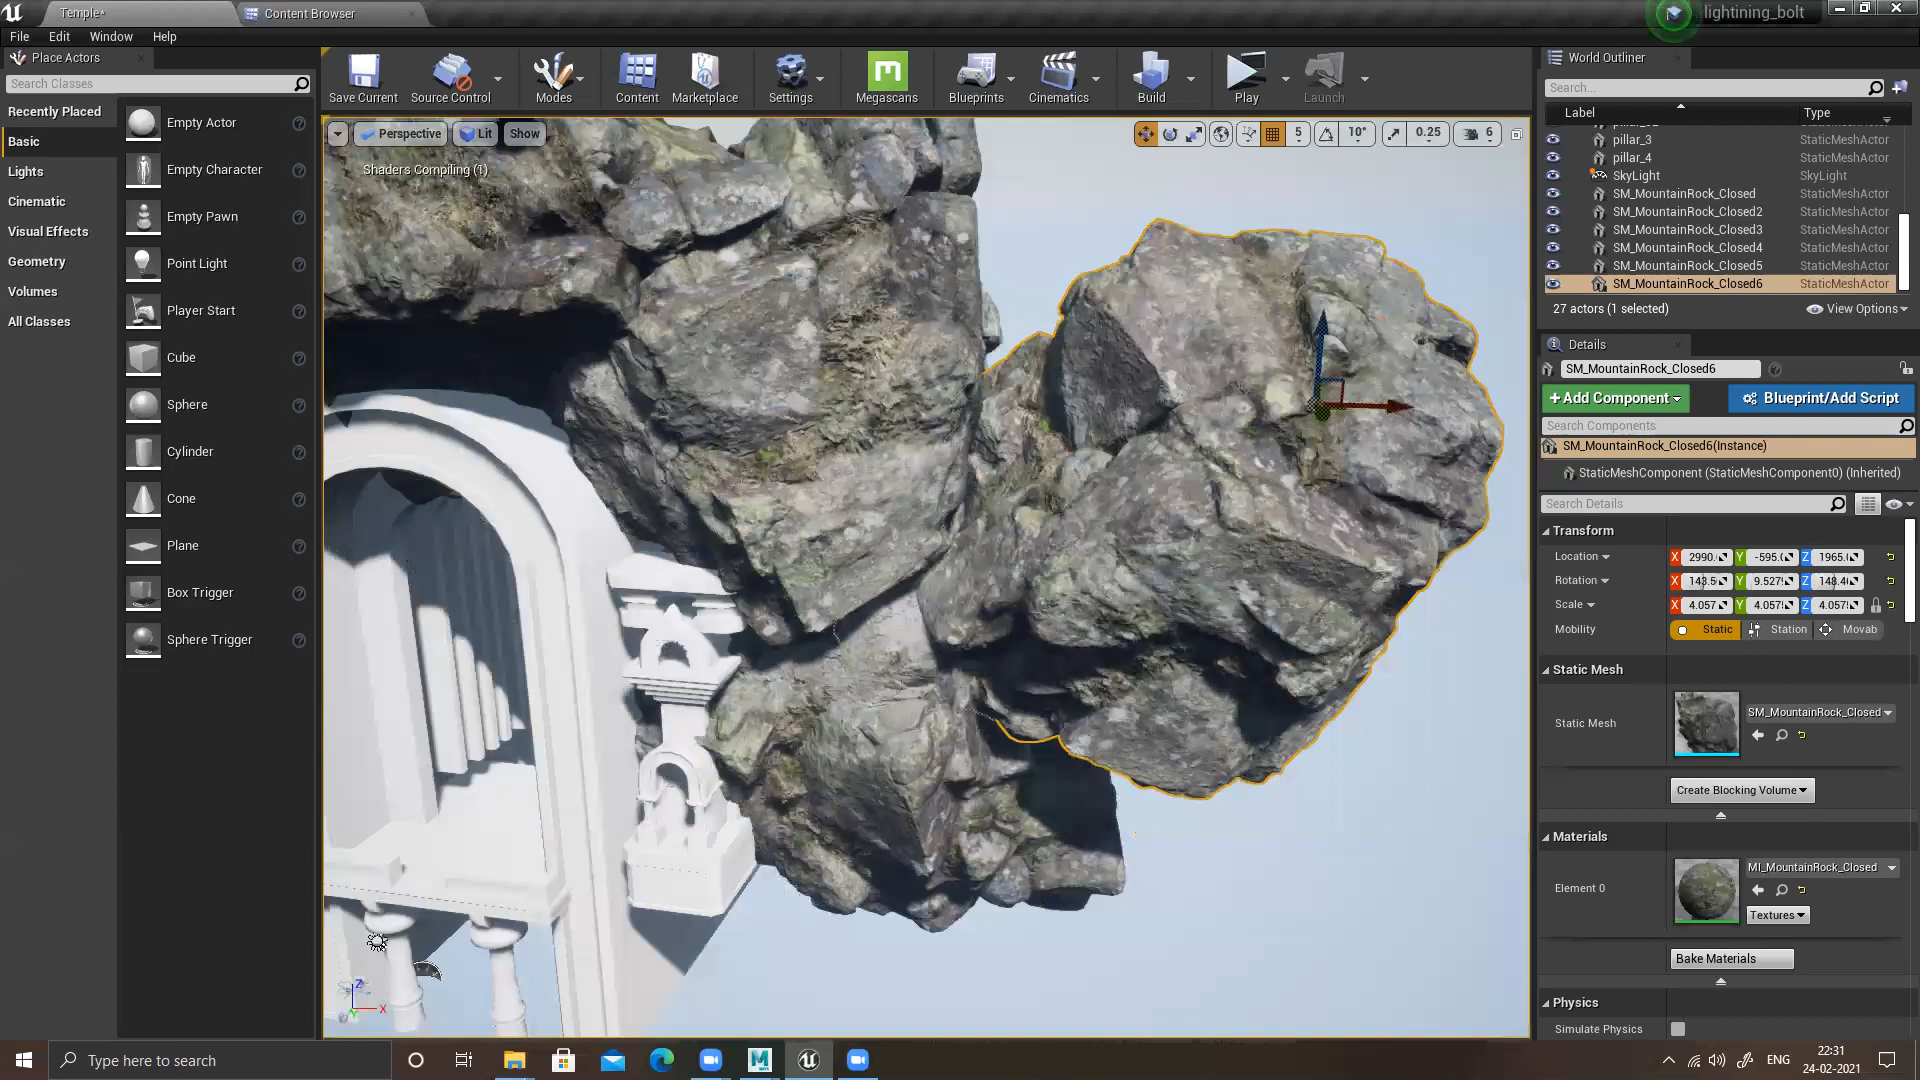 Temple*
Content Browser
lightining_bolt
File
Edit
Window
Help
Place Actors
Search Classes
Recently Placed
Basic
Lights
Cinematic
Visual Effects
Geometry
Volumes
All Classes
Empty Actor
Empty Character
Empty Pawn
Point Light
Player Start
Cube
Sphere
Cylinder
Cone
Plane
Box Trigger
Sphere Trigger
Save Current
Source Control
Modes
Content
Marketplace
Settings
Megascans
Blueprints
Cinematics
Build
Play
Launch
Perspective
Lit
Show
5
10°
0.25
6
Shaders Compiling (1)
Z
X
Y
World Outliner
Search...
Label
Type
pillar_3
StaticMeshActor
pillar_4
StaticMeshActor
SkyLight
SkyLight
SM_MountainRock_Closed
StaticMeshActor
SM_MountainRock_Closed2
StaticMeshActor
SM_MountainRock_Closed3
StaticMeshActor
SM_MountainRock_Closed4
StaticMeshActor
SM_MountainRock_Closed5
StaticMeshActor
SM_MountainRock_Closed6
StaticMeshActor
27 actors (1 selected)
View Options
Details
SM_MountainRock_Closed6
+ Add Component
Blueprint/Add Script
Search Components
SM_MountainRock_Closed6(Instance)
StaticMeshComponent (StaticMeshComponent0) (Inherited)
Search Details
Transform
Location
X 2990. Y -595. Z 1965.
Rotation
X 143.5 Y 9.527 Z 148.4
Scale
X 4.057 Y 4.057 Z 4.057
Mobility
Static
Station
Movab
Static Mesh
Static Mesh
SM_MountainRock_Closed
Create Blocking Volume
Materials
Element 0
MI_MountainRock_Closed
Textures
Bake Materials
Physics
Simulate Physics
Type here to search
ENG
22:31
24-02-2021